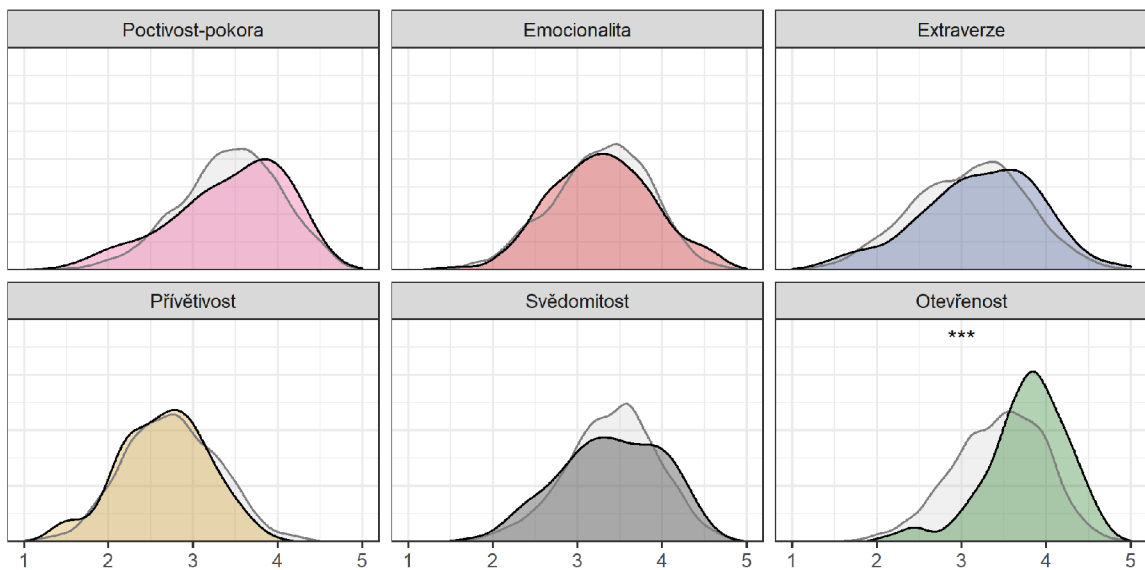 Poctivost-pokora
Emocionalita
Extraverze
Přívětivost
Svědomitost
Otevřenost
***
1 2 3 4 5
1 2 3 4 5
1 2 3 4 5